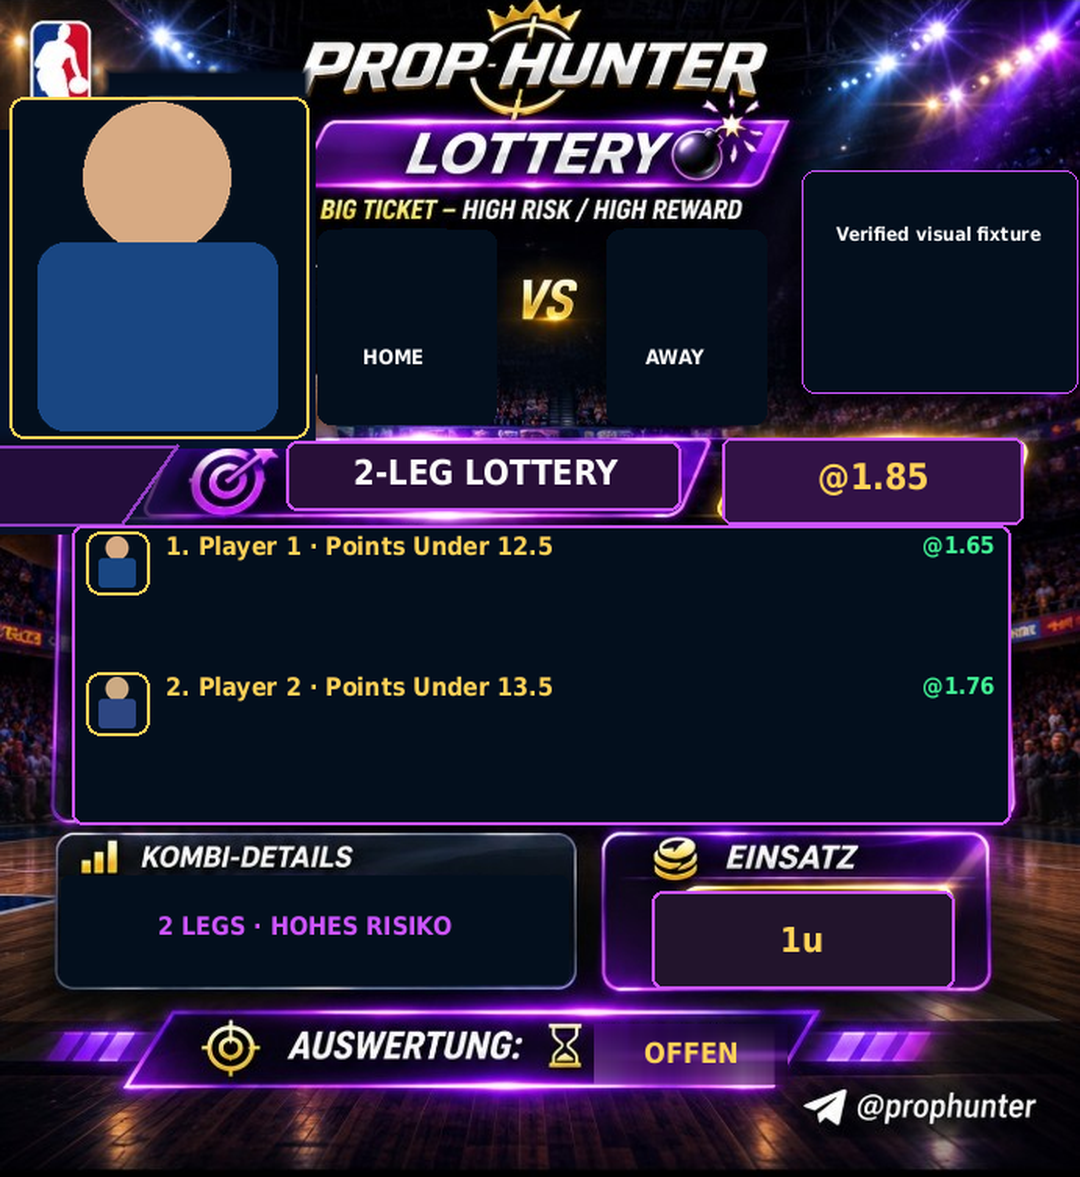 PROP-HUNTER
LOTTERY
BIG TICKET – HIGH RISK / HIGH REWARD
Verified visual fixture
HOME
VS
AWAY
2-LEG LOTTERY
@1.85
1. Player 1 · Points Under 12.5
@1.65
2. Player 2 · Points Under 13.5
@1.76
KOMBI-DETAILS
2 LEGS · HOHES RISIKO
EINSATZ
1u
AUSWERTUNG:
OFFEN
@prophunter